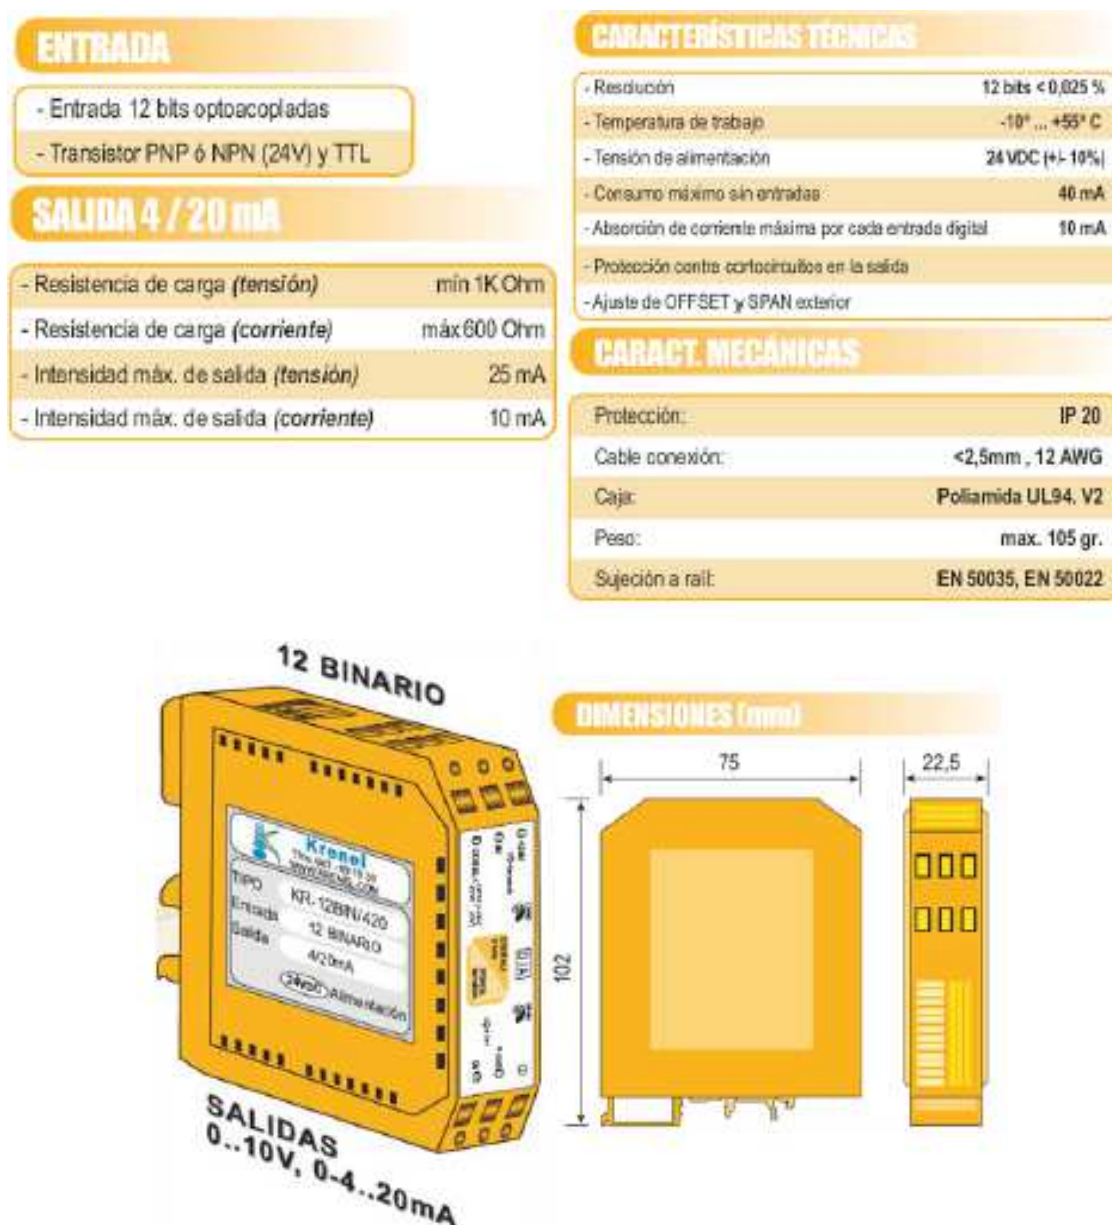 ENTRADA
- Entrada 12 bits optoacopladas
- Transistor PNP ó NPN (24V) y TTL
SALIDA 4 / 20 mA
- Resistencia de carga (tensión) min 1K Ohm
- Resistencia de carga (corriente) máx 600 Ohm
- Intensidad máx. de salida (tensión) 25 mA
- Intensidad máx. de salida (corriente) 10 mA
CARACTERÍSTICAS TÉCNICAS
- Resolución 12 bits < 0,025 %
- Temperatura de trabajo -10° ... +55° C
- Tensión de alimentación 24 VDC (+/- 10%)
- Consumo máximo sin entradas 40 mA
- Absorción de corriente máxima por cada entrada digital 10 mA
- Protección contra cortocircuitos en la salida
- Ajuste de OFFSET y SPAN exterior
CARACT. MECÁNICAS
Protección: IP 20
Cable conexión: <2,5mm , 12 AWG
Caja: Poliamida UL94. V2
Peso: max. 105 gr.
Sujeción a raíl: EN 50035, EN 50022
12 BINARIO
Krenel
WWW.KRENEL.COM
TIPO KR-12BIN/420
Entrada 12 BINARIO
Salida 4/20mA
24VDC Alimentación
SALIDAS
0..10V, 0-4..20mA
DIMENSIONES (mm)
75
22,5
102